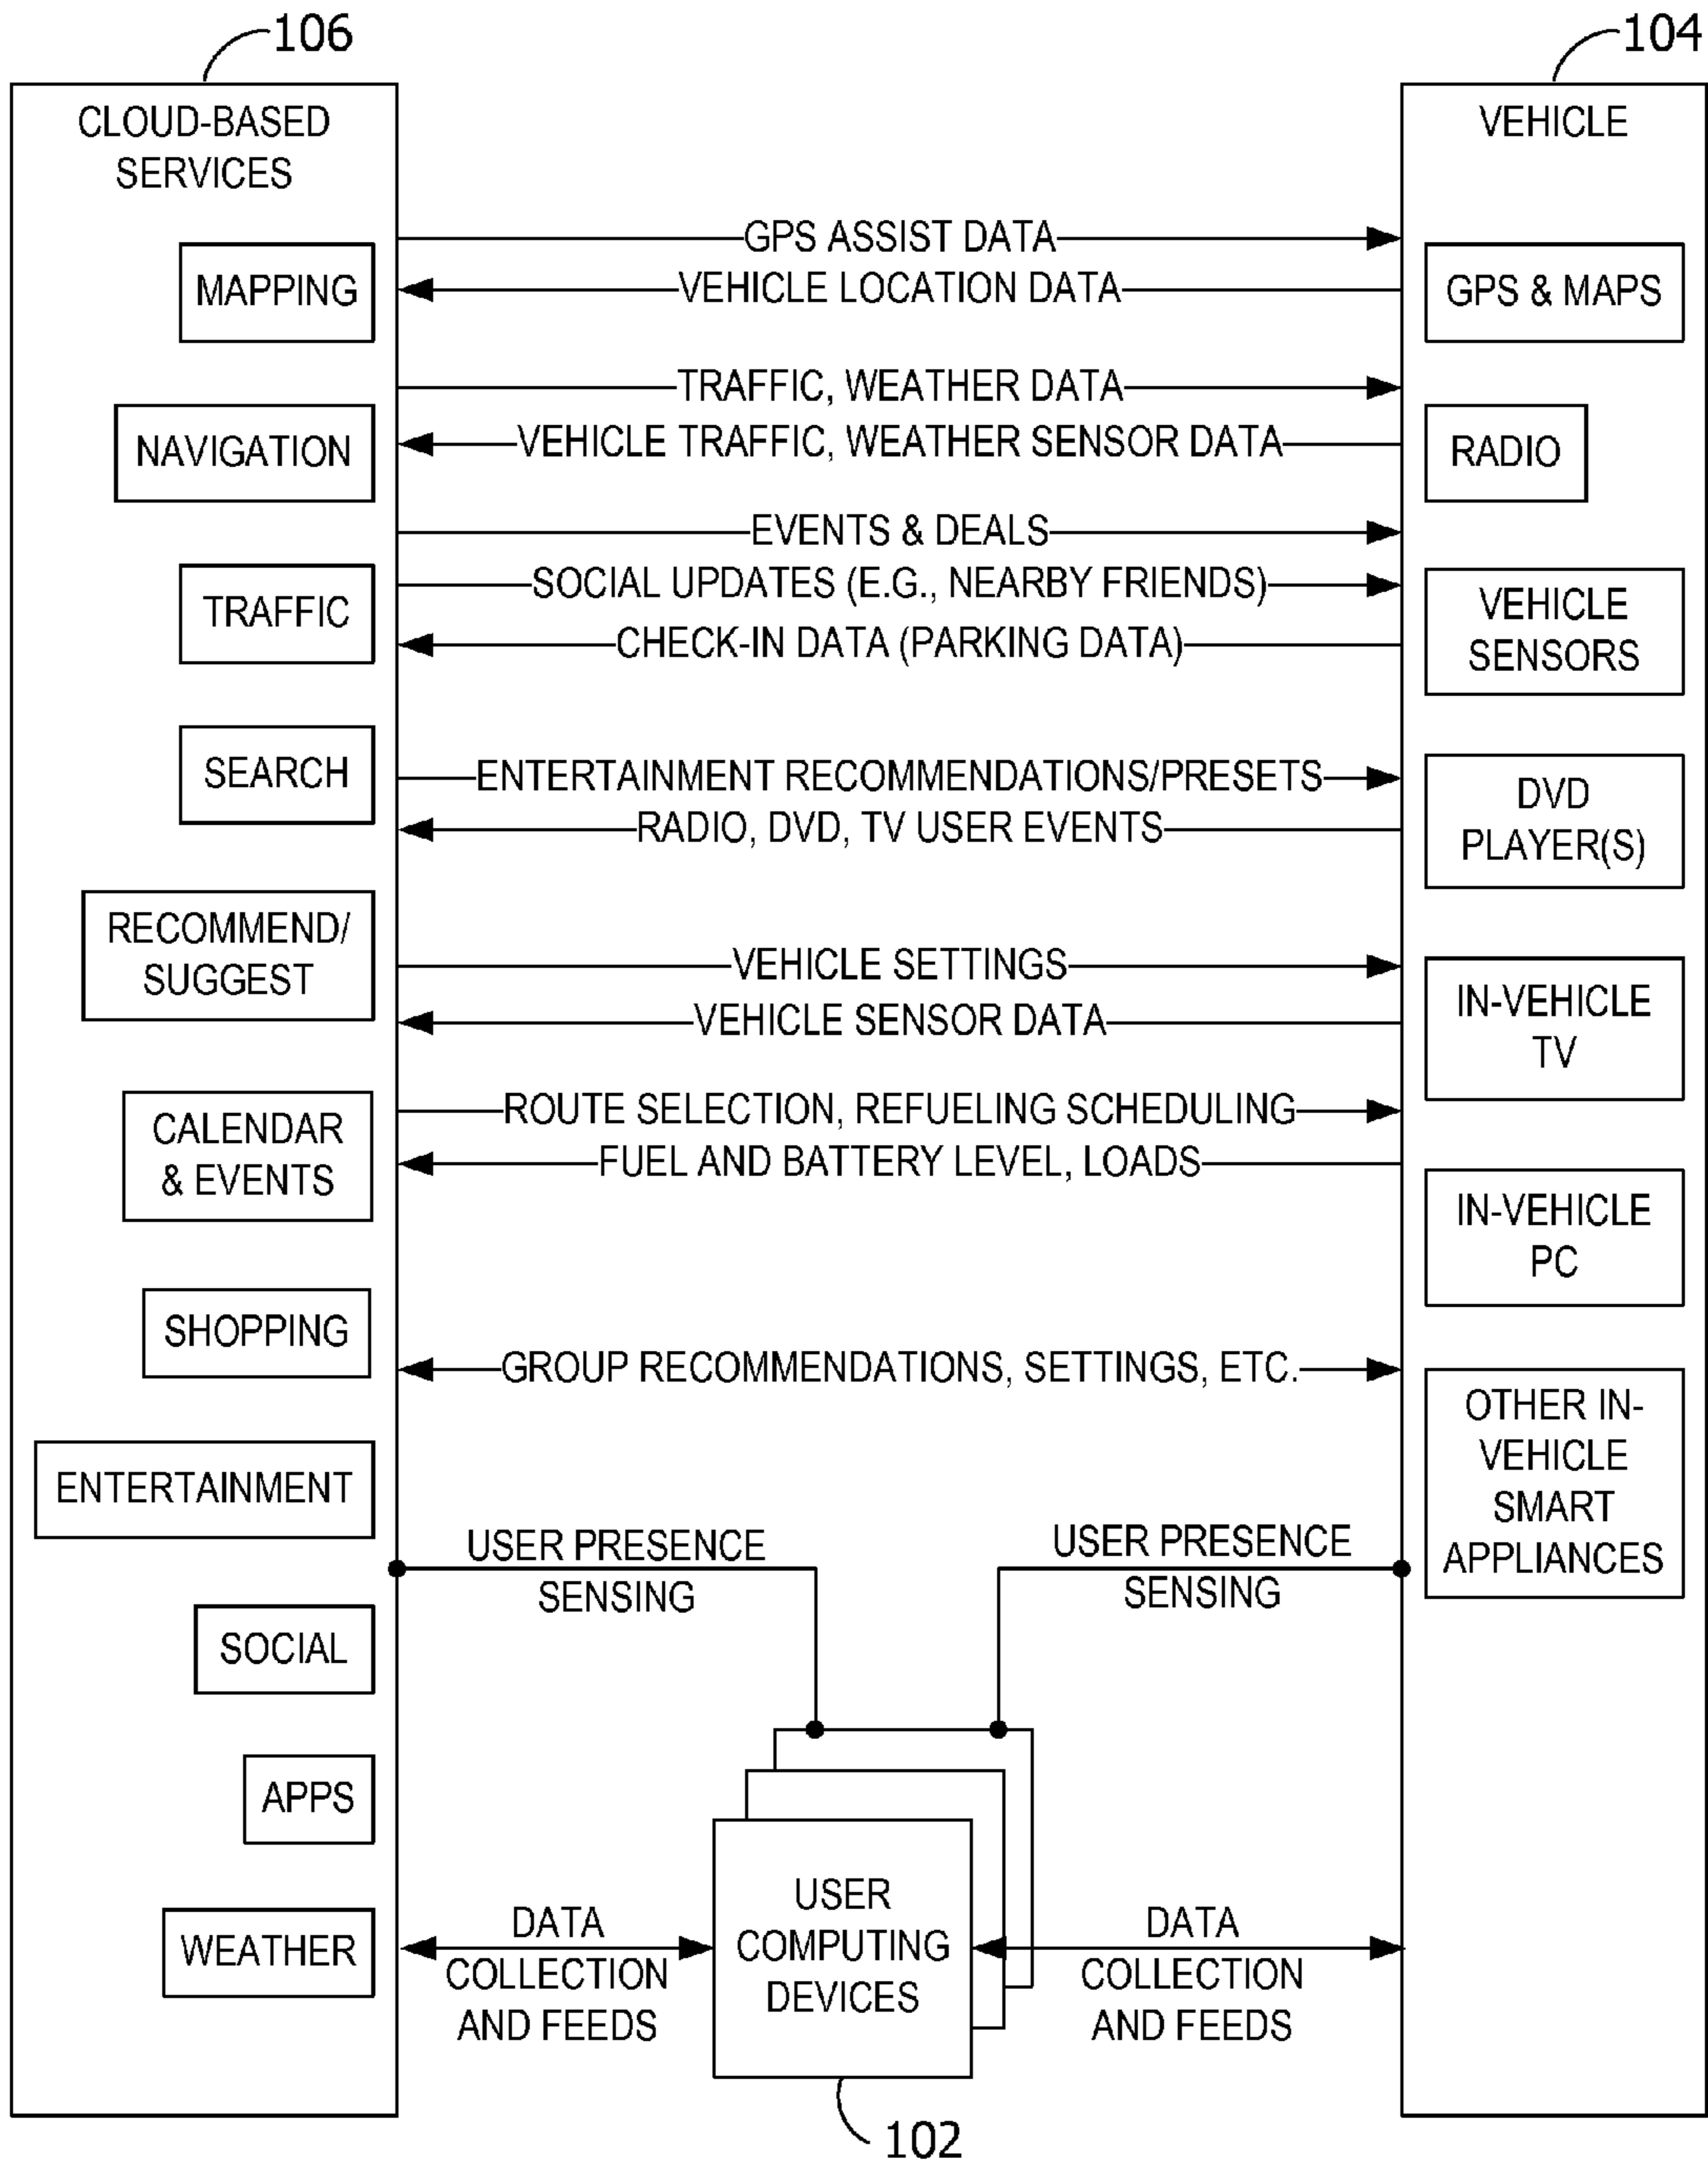 106
104
CLOUD-BASED
SERVICES
VEHICLE
GPS ASSIST DATA
MAPPING
VEHICLE LOCATION DATA
GPS & MAPS
TRAFFIC, WEATHER DATA
NAVIGATION
VEHICLE TRAFFIC, WEATHER SENSOR DATA
RADIO
EVENTS & DEALS
SOCIAL UPDATES (E.G., NEARBY FRIENDS)
TRAFFIC
CHECK-IN DATA (PARKING DATA)
VEHICLE
SENSORS
SEARCH
ENTERTAINMENT RECOMMENDATIONS/PRESETS
RADIO, DVD, TV USER EVENTS
DVD
PLAYER(S)
RECOMMEND/
SUGGEST
VEHICLE SETTINGS
VEHICLE SENSOR DATA
IN-VEHICLE
TV
CALENDAR
& EVENTS
ROUTE SELECTION, REFUELING SCHEDULING
FUEL AND BATTERY LEVEL, LOADS
IN-VEHICLE
PC
SHOPPING
GROUP RECOMMENDATIONS, SETTINGS, ETC.
OTHER IN-
VEHICLE
SMART
APPLIANCES
ENTERTAINMENT
USER PRESENCE
SENSING
USER PRESENCE
SENSING
SOCIAL
APPS
WEATHER
DATA
COLLECTION
AND FEEDS
USER
COMPUTING
DEVICES
DATA
COLLECTION
AND FEEDS
102